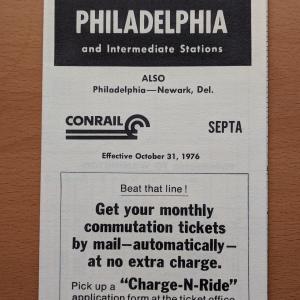 PHILADELPHIA
and Intermediate Stations
ALSO
Philadelphia—Newark, Del.
CONRAIL SEPTA
Effective October 31, 1976
Beat that line!
Get your monthly
commutation tickets
by mail—automatically—
at no extra charge.
Pick up a "Charge-N-Ride"
application form at the ticket office